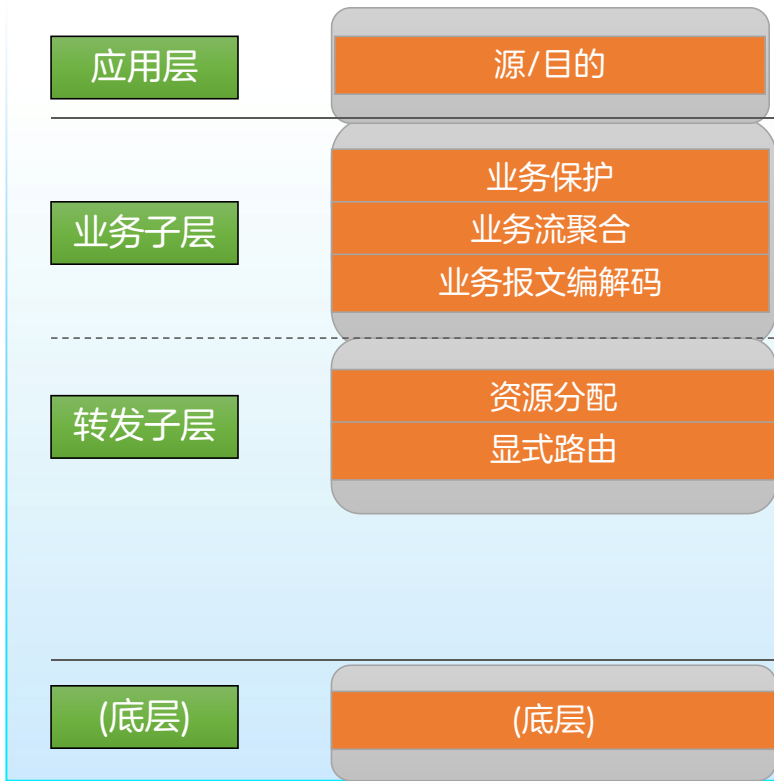 应用层
源/目的
业务子层
业务保护
业务流聚合
业务报文编解码
转发子层
资源分配
显式路由
(底层)
(底层)